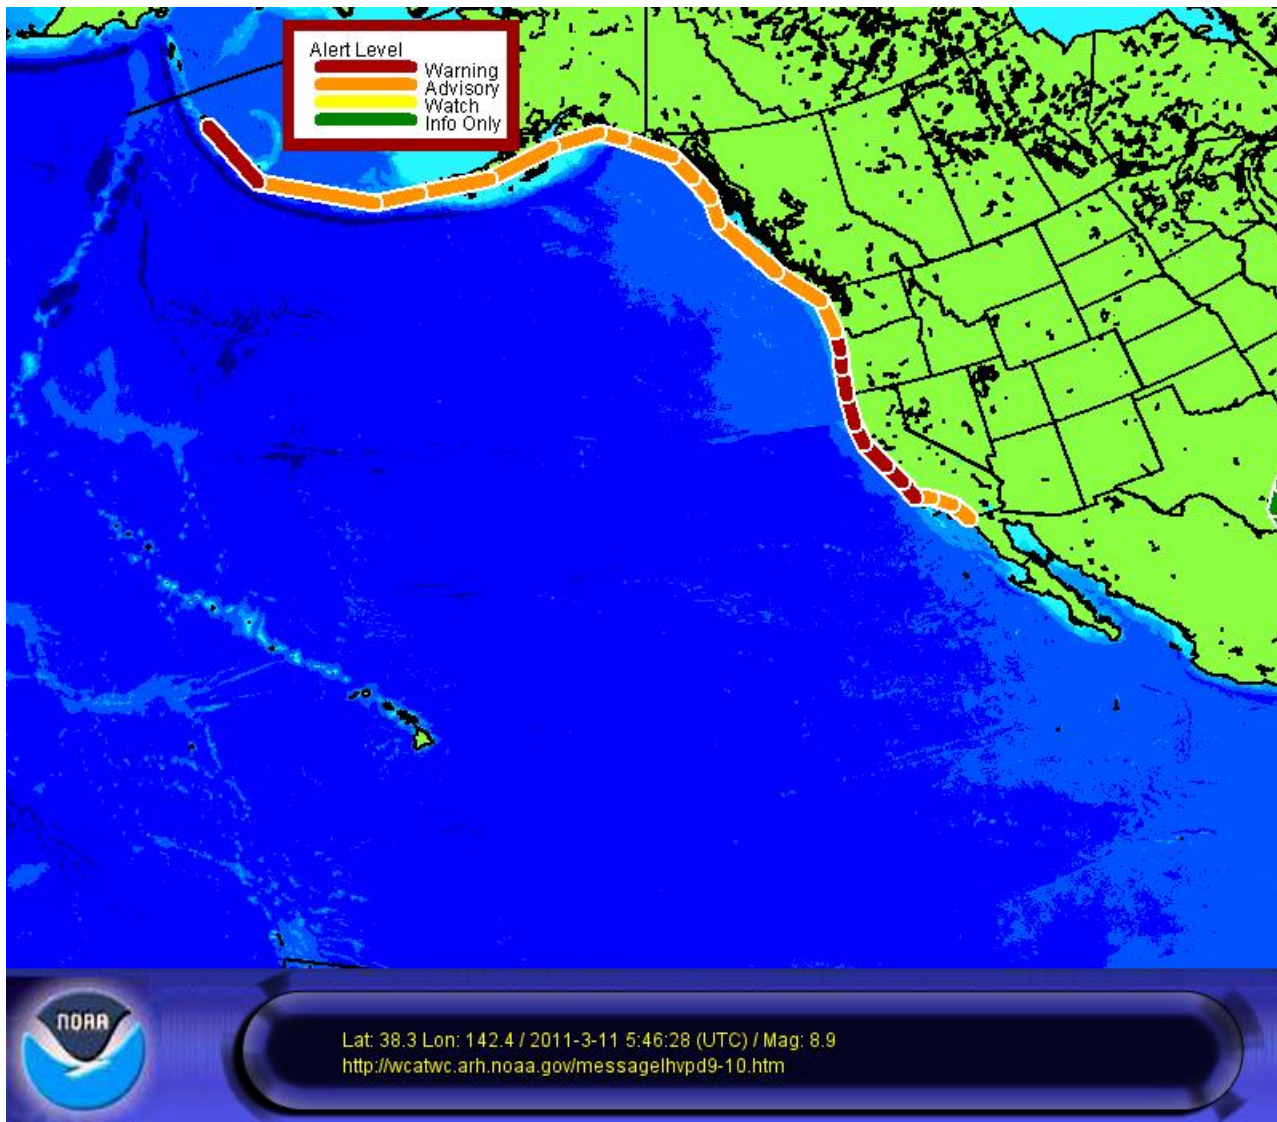 Alert Level
Warning
Advisory
Watch
Info Only
NOAA
Lat: 38.3 Lon: 142.4 / 2011-3-11 5:46:28 (UTC) / Mag: 8.9
http://wcatwc.arh.noaa.gov/messagelhvpd9-10.htm